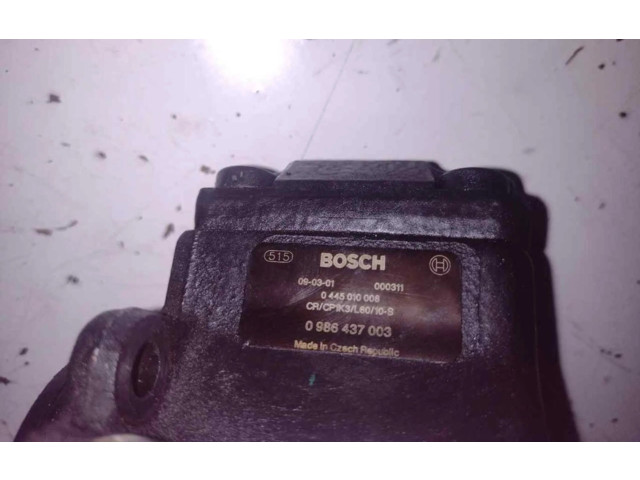 515 BOSCH
09-03-01 000311
0 445 010 008
CR/CP1K3/L60/10-S
0 986 437 003
Made in Czech Republic